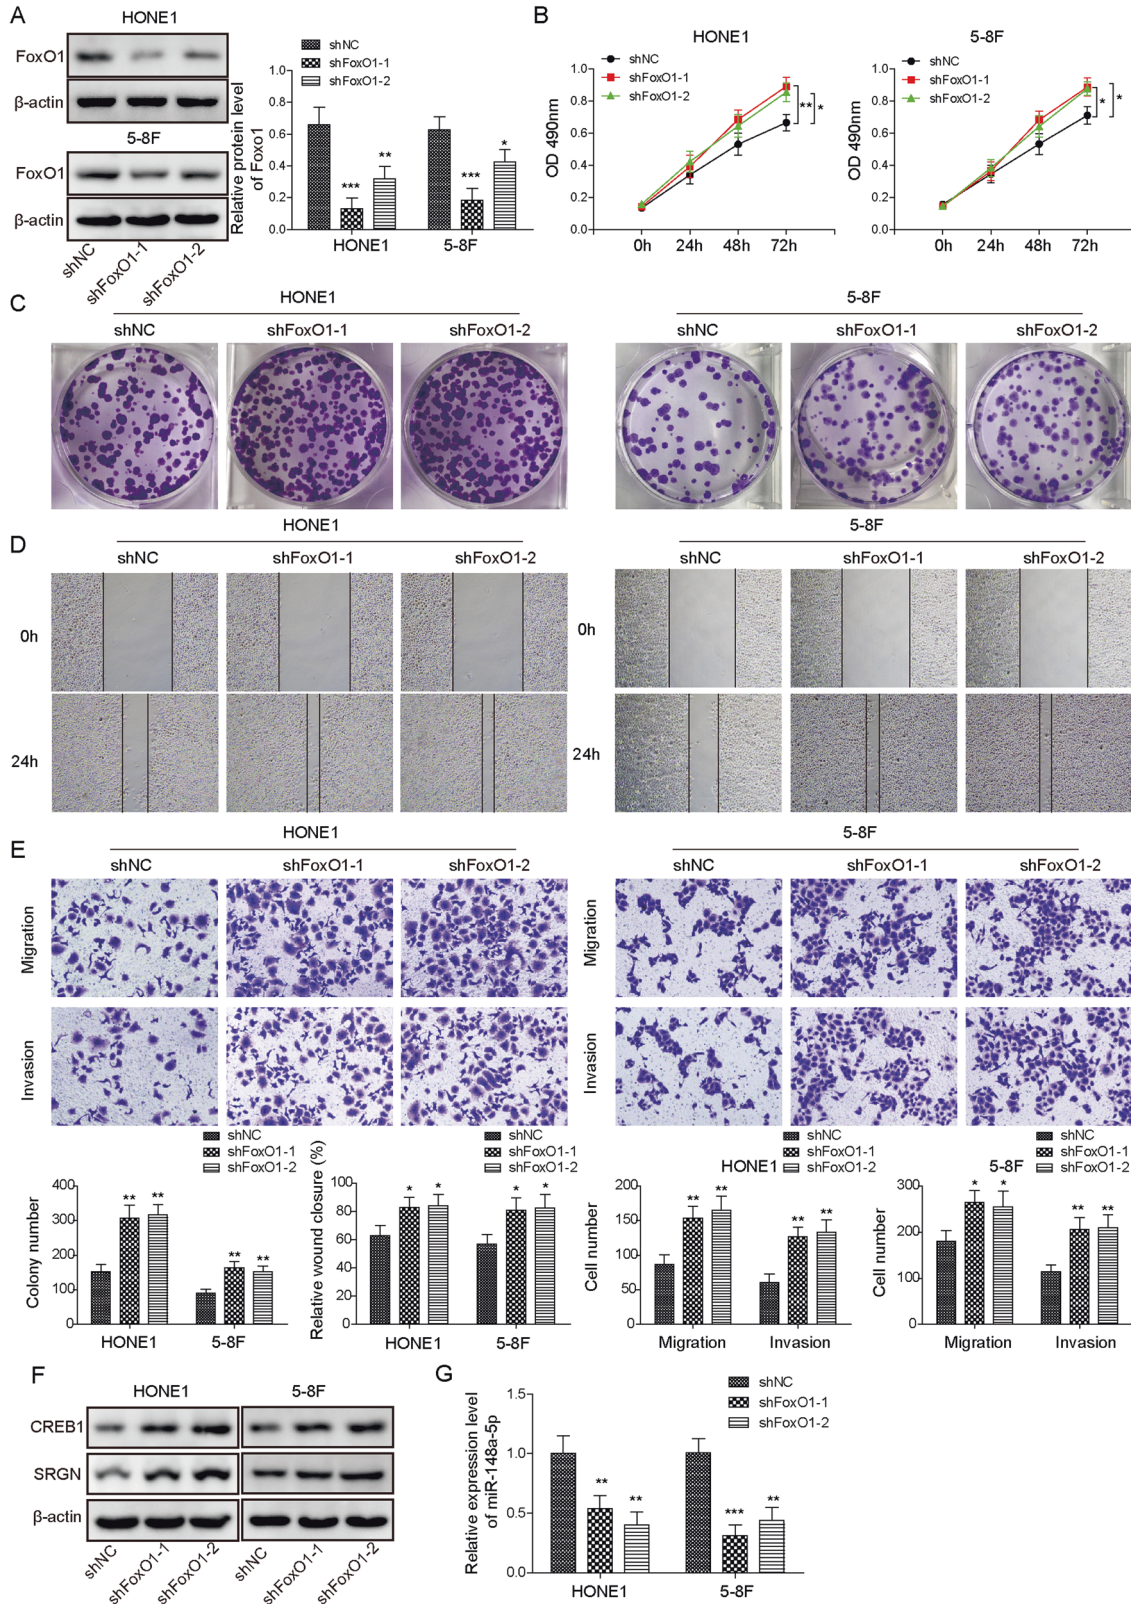 A
HONE1
FoxO1
β-actin
5-8F
FoxO1
β-actin
shNC
shFoxO1-1
shFoxO1-2
shNC
shFoxO1-1
shFoxO1-2
Relative protein level
of Foxo1
0.0
0.2
0.4
0.6
0.8
1.0
***
**
***
*
HONE1
5-8F
B
HONE1
shNC
shFoxO1-1
shFoxO1-2
OD 490nm
0.0
0.2
0.4
0.6
0.8
1.0
** *
0h 24h 48h 72h
5-8F
shNC
shFoxO1-1
shFoxO1-2
OD 490nm
0.0
0.2
0.4
0.6
0.8
1.0
* *
0h 24h 48h 72h
C
HONE1
shNC shFoxO1-1 shFoxO1-2
5-8F
shNC shFoxO1-1 shFoxO1-2
D
HONE1
shNC shFoxO1-1 shFoxO1-2
0h
24h
5-8F
shNC shFoxO1-1 shFoxO1-2
0h
24h
E
HONE1
shNC shFoxO1-1 shFoxO1-2
Migration
Invasion
5-8F
shNC shFoxO1-1 shFoxO1-2
Migration
Invasion
shNC
shFoxO1-1
shFoxO1-2
Colony number
400
300
200
100
0
** **
** **
HONE1 5-8F
shNC
shFoxO1-1
shFoxO1-2
Relative wound closure (%)
100
80
60
40
20
0
* *
* *
HONE1 5-8F
shNC
shFoxO1-1
shFoxO1-2
HONE1
Cell number
200
150
100
50
0
** **
** **
Migration Invasion
shNC
shFoxO1-1
shFoxO1-2
5-8F
Cell number
300
200
100
0
* *
** **
Migration Invasion
F
HONE1 5-8F
CREB1
SRGN
β-actin
shNC
shFoxO1-1
shFoxO1-2
shNC
shFoxO1-1
shFoxO1-2
G
shNC
shFoxO1-1
shFoxO1-2
Relative expression level
of miR-148a-5p
1.5
1.0
0.5
0.0
**
**
***
**
HONE1 5-8F